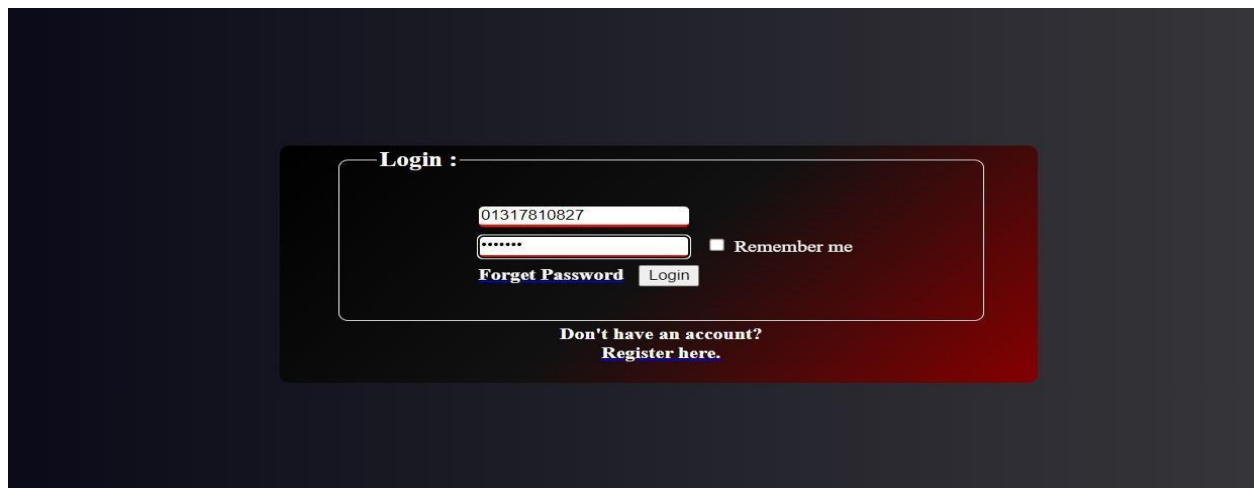 Login :
01317810827
•••••••
Remember me
Forget Password Login
Don't have an account?
Register here.